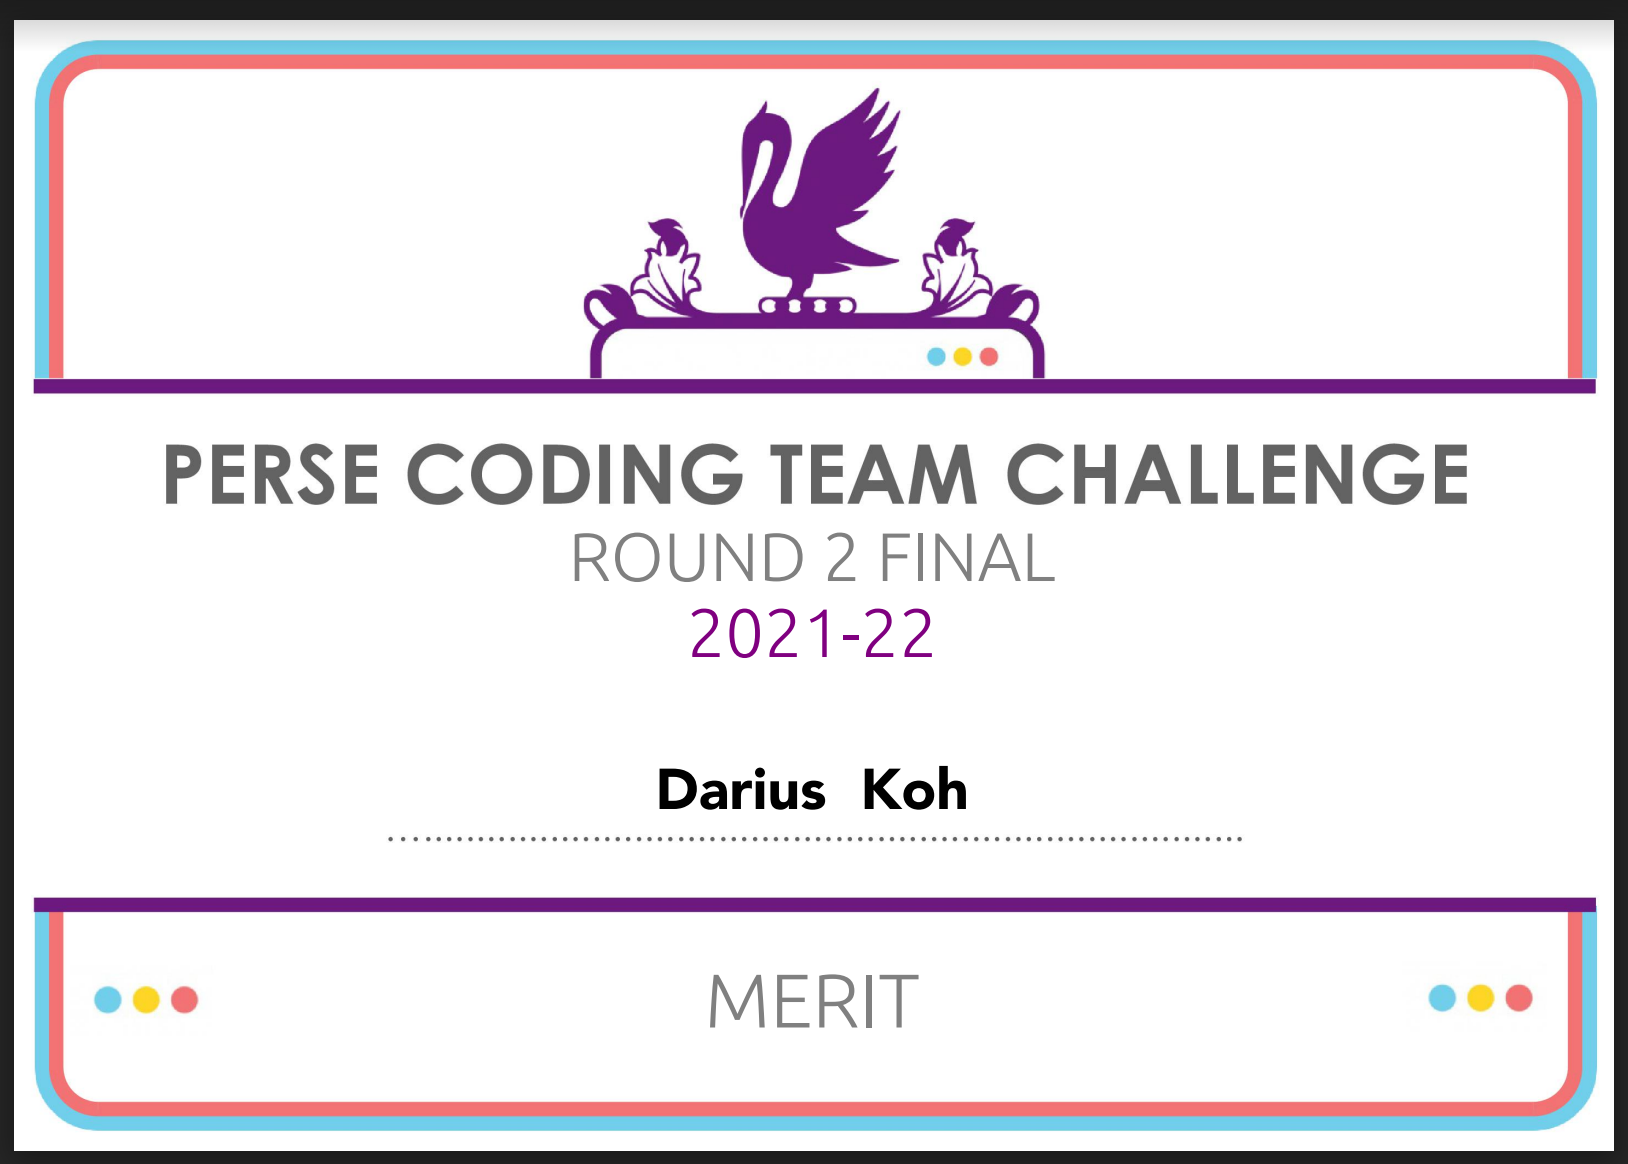 PERSE CODING TEAM CHALLENGE
ROUND 2 FINAL
2021-22
Darius Koh
MERIT